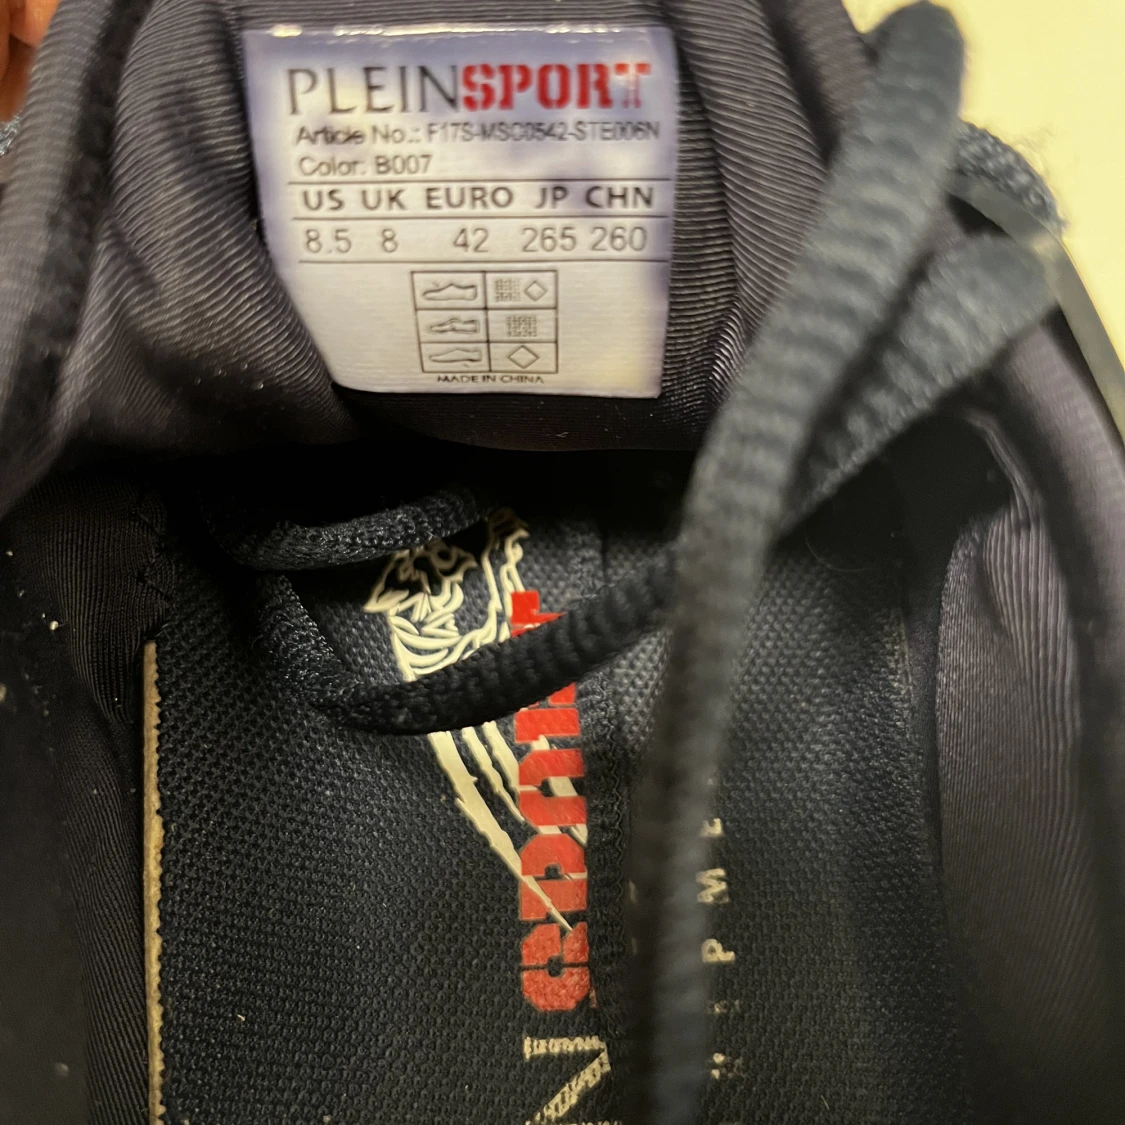 PLEINSPORT
Article No.: F17S-MSC0542-STE006N
Color: B007
US UK EURO JP CHN
8.5 8 42 265 260
MADE IN CHINA